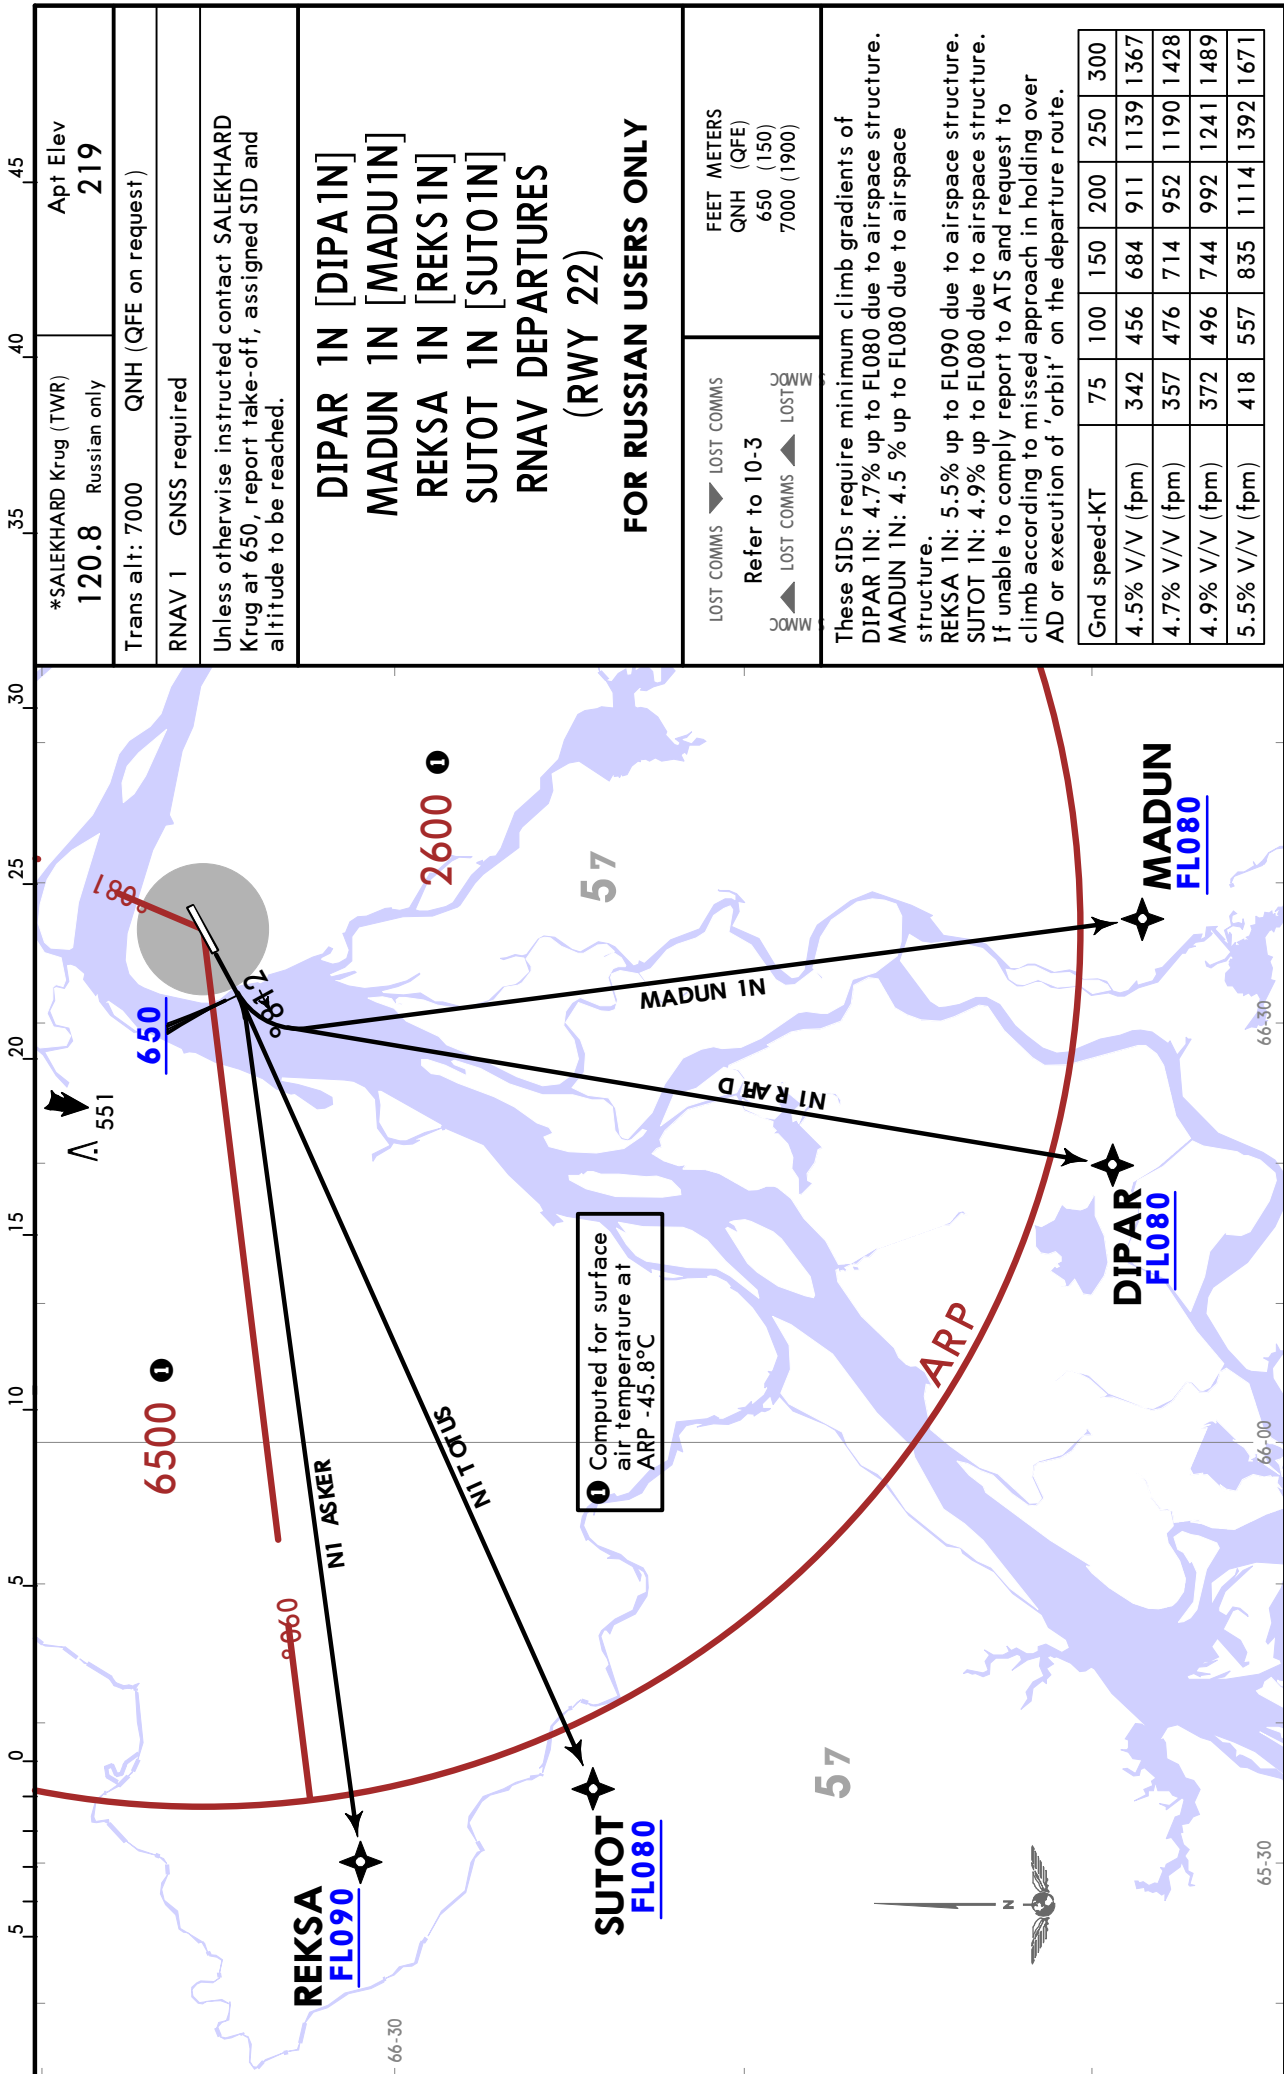 *SALEKHARD Krug (TWR)
120.8 Russian only
Apt Elev
219
Trans alt: 7000 QNH (QFE on request)
RNAV 1 GNSS required
Unless otherwise instructed contact SALEKHARD
Krug at 650, report take-off, assigned SID and
altitude to be reached.
DIPAR 1N [DIPA1N]
MADUN 1N [MADU1N]
REKSA 1N [REKS1N]
SUTOT 1N [SUTO1N]
RNAV DEPARTURES
(RWY 22)
FOR RUSSIAN USERS ONLY
LOST COMMS LOST COMMS
Refer to 10-3
LOST COMMS LOST
FEET METERS
QNH (QFE)
650 (150)
7000 (1900)
These SIDs require minimum climb gradients of
DIPAR 1N: 4.7% up to FL080 due to airspace structure.
MADUN 1N: 4.5 % up to FL080 due to airspace
structure.
REKSA 1N: 5.5% up to FL090 due to airspace structure.
SUTOT 1N: 4.9% up to FL080 due to airspace structure.
If unable to comply report to ATS and request to
climb according to missed approach in holding over
AD or execution of 'orbit' on the departure route.
Gnd speed-KT 75 100 150 200 250 300
4.5% V/V (fpm) 342 456 684 911 1139 1367
4.7% V/V (fpm) 357 476 714 952 1190 1428
4.9% V/V (fpm) 372 496 744 992 1241 1489
5.5% V/V (fpm) 418 557 835 1114 1392 1671
5 0 5 10 15 20 25 30 35 40 45
6500 1
2600 1
551
650
180°
090°
218°
57
57
REKSA
FL090
SUTOT
FL080
DIPAR
FL080
MADUN
FL080
MADUN 1N
1 Computed for surface
air temperature at
ARP -45.8°C
ARP
N
66-30
65-30
66-00
66-30